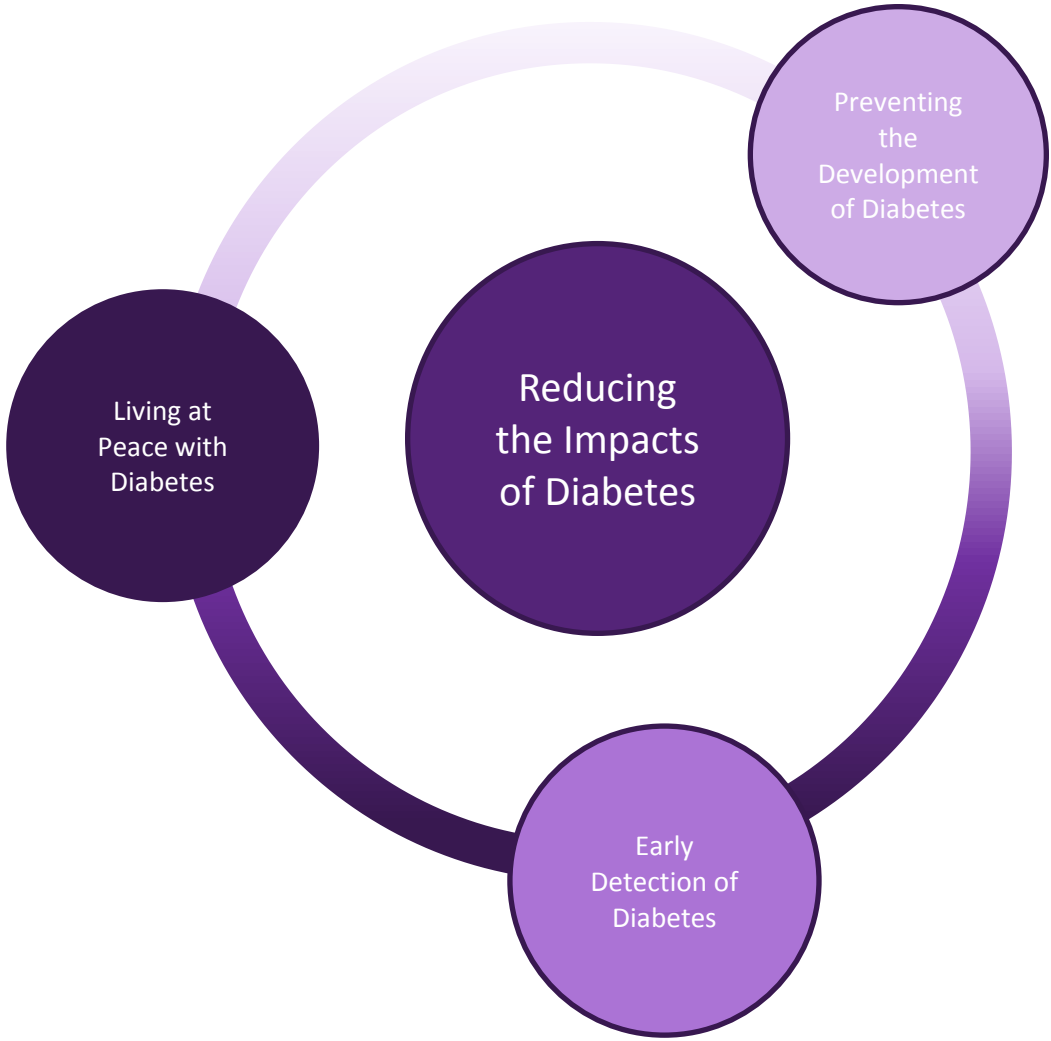 Preventing
the
Development
of Diabetes
Reducing
the Impacts
of Diabetes
Living at
Peace with
Diabetes
Early
Detection of
Diabetes